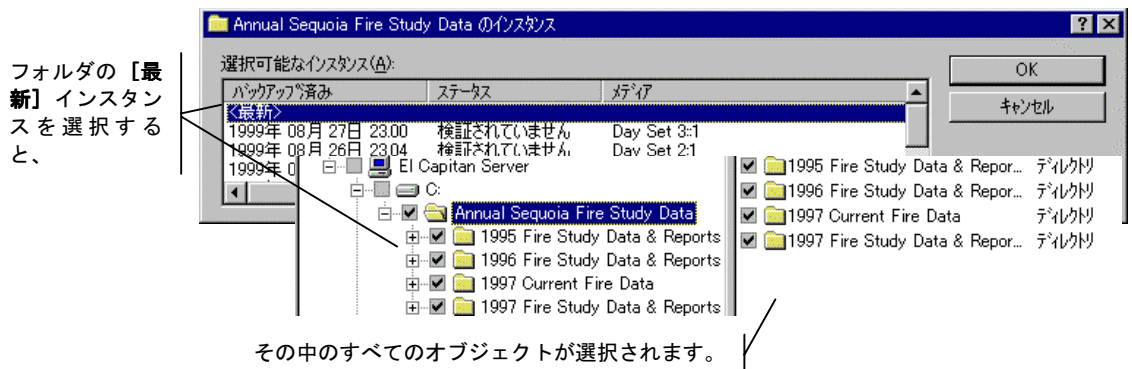 Annual Sequoia Fire Study Data のインスタンス
選択可能なインスタンス(A):
バックアップ済み ステータス メディア
<最新>
1999年 08月 27日 23.00 検証されていません Day Set 3::1
1999年 08月 26日 23.04 検証されていません Day Set 2:1
1999年 0
OK
キャンセル
フォルダの［最
新］インスタン
スを選択する
と、
El Capitan Server
C:
Annual Sequoia Fire Study Data
1995 Fire Study Data & Reports
1996 Fire Study Data & Reports
1997 Current Fire Data
1997 Fire Study Data & Reports
1995 Fire Study Data & Repor... ディレクトリ
1996 Fire Study Data & Repor... ディレクトリ
1997 Current Fire Data ディレクトリ
1997 Fire Study Data & Repor... ディレクトリ
その中のすべてのオブジェクトが選択されます。